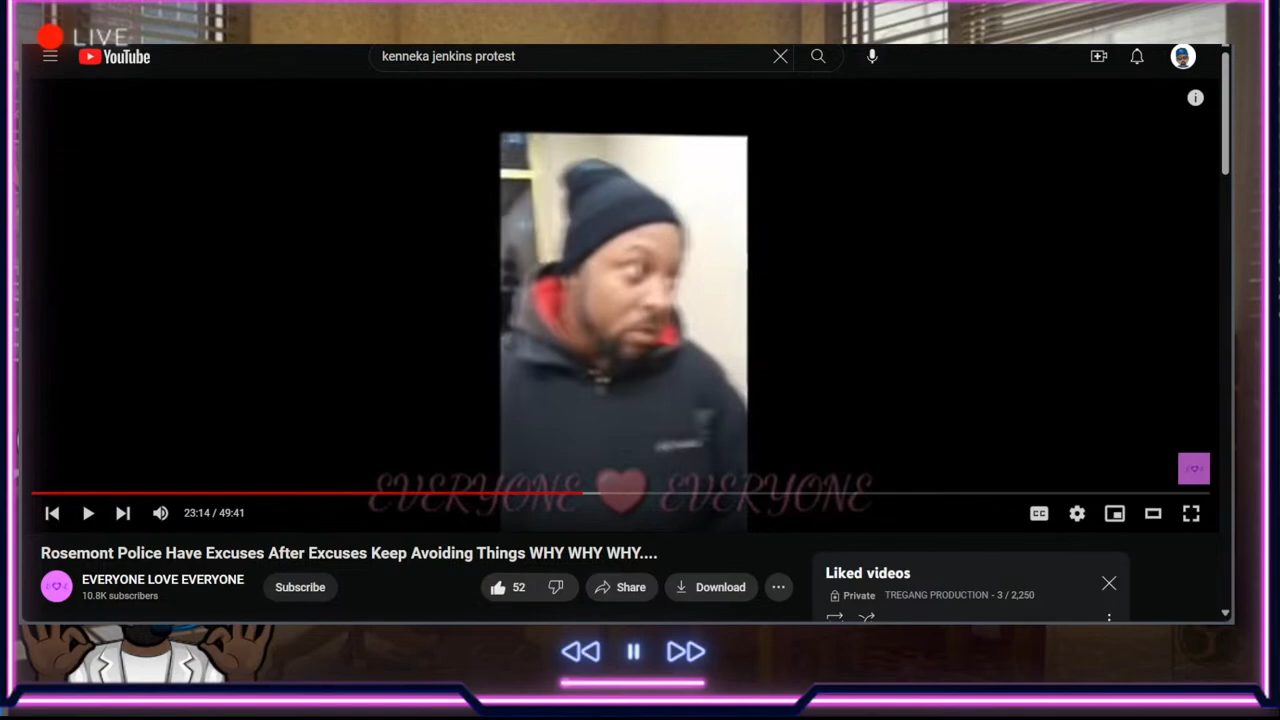 LIVE
YouTube
kenneka jenkins protest
EVERYONE EVERYONE
23:14 / 49:41
CC
Rosemont Police Have Excuses After Excuses Keep Avoiding Things WHY WHY WHY....
EVERYONE LOVE EVERYONE
10.8K subscribers
Subscribe
52
Share
Download
Liked videos
Private TREGANG PRODUCTION - 3 / 2,250